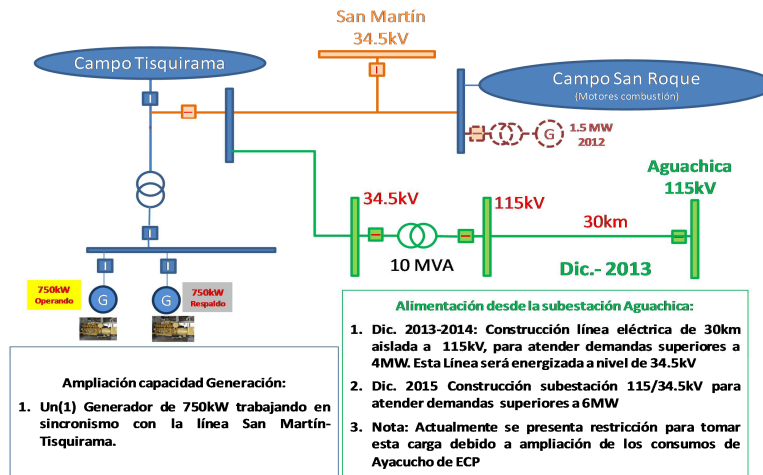 San Martín
34.5kV
Campo Tisquirama
Campo San Roque
(Motores combustión)
G
1.5 MW
2012
Aguachica
115kV
34.5kV
115kV
30km
10 MVA
Dic.- 2013
750kW
Operando
G
G
750kW
Respaldo
Ampliación capacidad Generación:
1. Un(1) Generador de 750kW trabajando en
sincronismo con la línea San Martín-
Tisquirama.
Alimentación desde la subestación Aguachica:
1. Dic. 2013-2014: Construcción línea eléctrica de 30km
aislada a 115kV, para atender demandas superiores a
4MW. Esta Línea será energizada a nivel de 34.5kV
2. Dic. 2015 Construcción subestación 115/34.5kV para
atender demandas superiores a 6MW
3. Nota: Actualmente se presenta restricción para tomar
esta carga debido a ampliación de los consumos de
Ayacucho de ECP